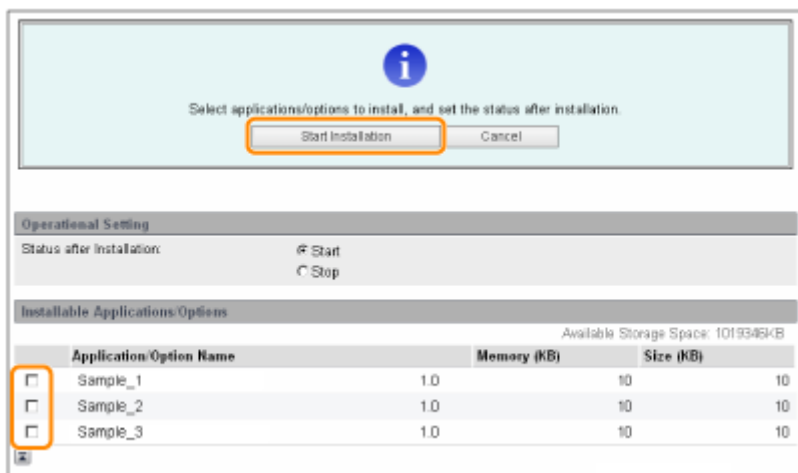 Select applications/options to install, and set the status after installation.
Start Installation Cancel
Operational Setting
Status after Installation: Start
Stop
Installable Applications/Options
Available Storage Space: 1019346KB
Application/Option Name Memory (KB) Size (KB)
Sample_1 1.0 10 10
Sample_2 1.0 10 10
Sample_3 1.0 10 10